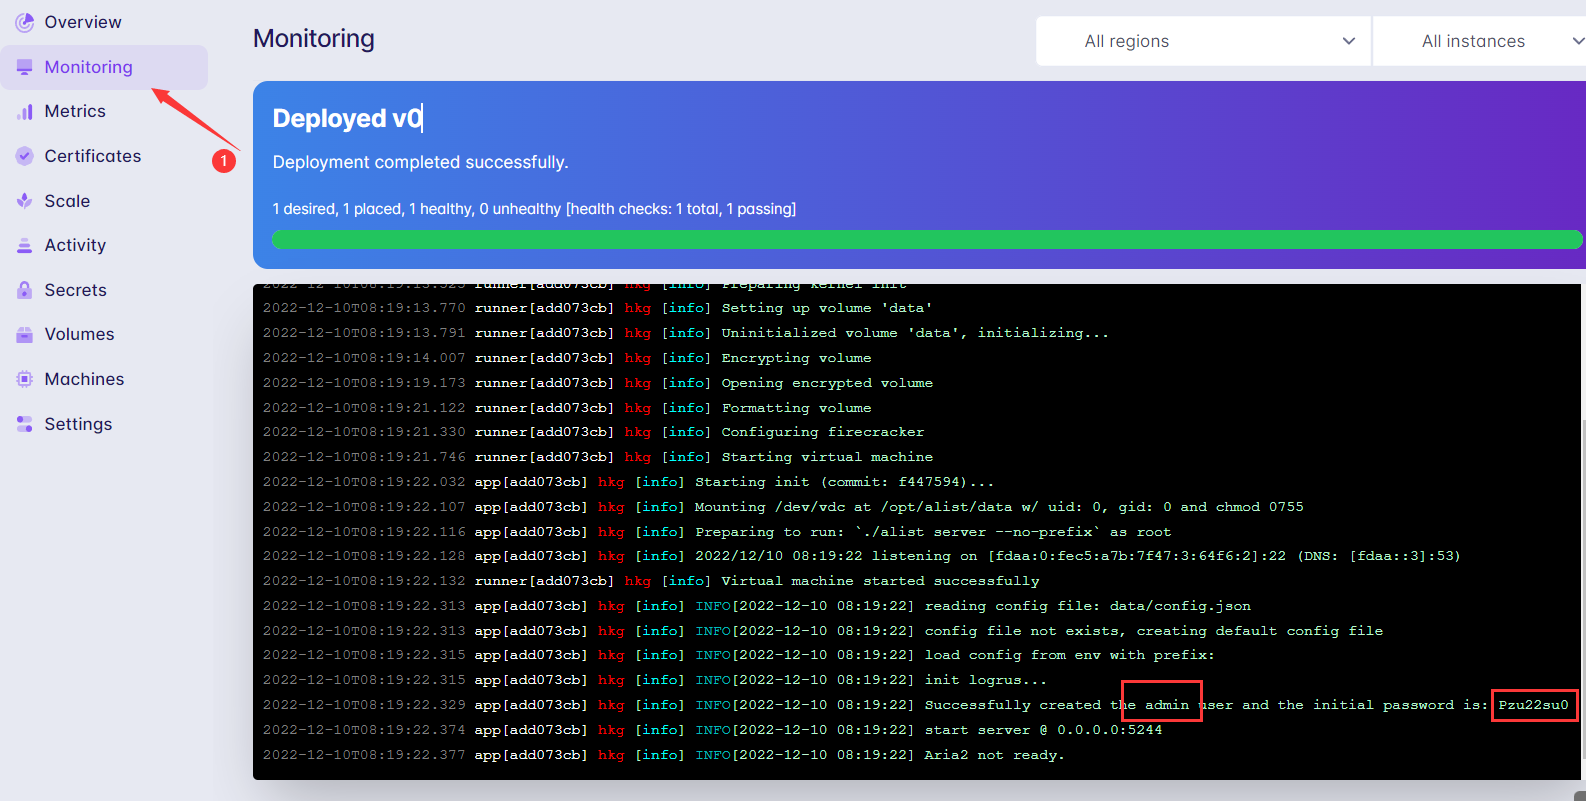 Overview
Monitoring
Metrics
Certificates
Scale
Activity
Secrets
Volumes
Machines
Settings
1
Monitoring
All regions
All instances
Deployed v0
Deployment completed successfully.
1 desired, 1 placed, 1 healthy, 0 unhealthy [health checks: 1 total, 1 passing]
2022-12-10T08:19:13.525 runner[add073cb] hkg [info] Preparing kernel init
2022-12-10T08:19:13.770 runner[add073cb] hkg [info] Setting up volume 'data'
2022-12-10T08:19:13.791 runner[add073cb] hkg [info] Uninitialized volume 'data', initializing...
2022-12-10T08:19:14.007 runner[add073cb] hkg [info] Encrypting volume
2022-12-10T08:19:19.173 runner[add073cb] hkg [info] Opening encrypted volume
2022-12-10T08:19:21.122 runner[add073cb] hkg [info] Formatting volume
2022-12-10T08:19:21.330 runner[add073cb] hkg [info] Configuring firecracker
2022-12-10T08:19:21.746 runner[add073cb] hkg [info] Starting virtual machine
2022-12-10T08:19:22.032 app[add073cb] hkg [info] Starting init (commit: f447594)...
2022-12-10T08:19:22.107 app[add073cb] hkg [info] Mounting /dev/vdc at /opt/alist/data w/ uid: 0, gid: 0 and chmod 0755
2022-12-10T08:19:22.116 app[add073cb] hkg [info] Preparing to run: `./alist server --no-prefix` as root
2022-12-10T08:19:22.128 app[add073cb] hkg [info] 2022/12/10 08:19:22 listening on [fdaa:0:fec5:a7b:7f47:3:64f6:2]:22 (DNS: [fdaa::3]:53)
2022-12-10T08:19:22.132 runner[add073cb] hkg [info] Virtual machine started successfully
2022-12-10T08:19:22.313 app[add073cb] hkg [info] INFO[2022-12-10 08:19:22] reading config file: data/config.json
2022-12-10T08:19:22.313 app[add073cb] hkg [info] INFO[2022-12-10 08:19:22] config file not exists, creating default config file
2022-12-10T08:19:22.315 app[add073cb] hkg [info] INFO[2022-12-10 08:19:22] load config from env with prefix:
2022-12-10T08:19:22.315 app[add073cb] hkg [info] INFO[2022-12-10 08:19:22] init logrus...
2022-12-10T08:19:22.329 app[add073cb] hkg [info] INFO[2022-12-10 08:19:22] Successfully created the admin user and the initial password is: Pzu22su0
2022-12-10T08:19:22.374 app[add073cb] hkg [info] INFO[2022-12-10 08:19:22] start server @ 0.0.0.0:5244
2022-12-10T08:19:22.377 app[add073cb] hkg [info] INFO[2022-12-10 08:19:22] Aria2 not ready.